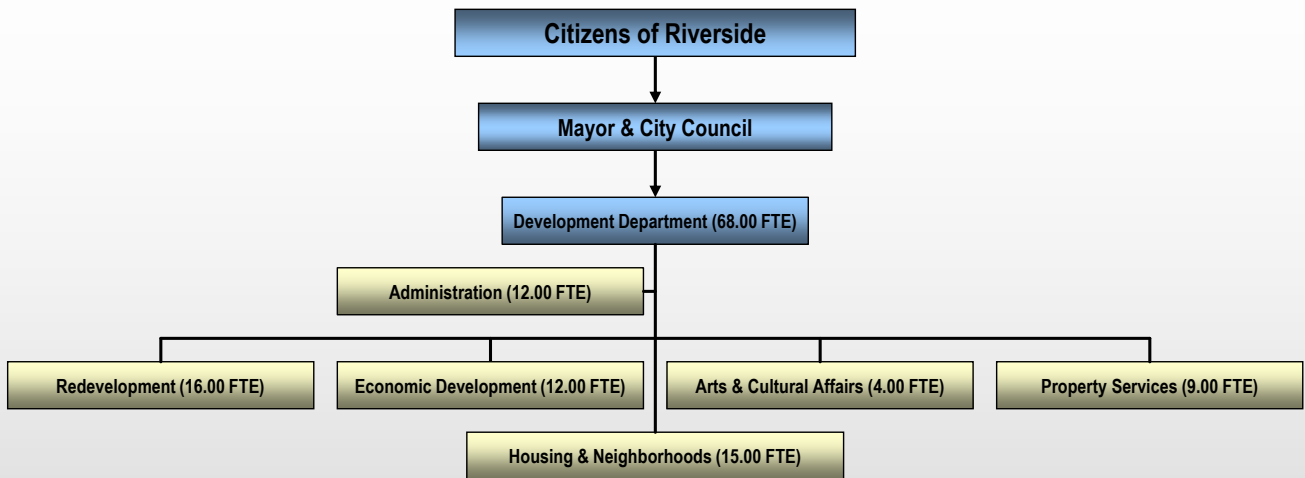 Citizens of Riverside
Mayor & City Council
Development Department (68.00 FTE)
Administration (12.00 FTE)
Redevelopment (16.00 FTE)
Economic Development (12.00 FTE)
Arts & Cultural Affairs (4.00 FTE)
Property Services (9.00 FTE)
Housing & Neighborhoods (15.00 FTE)